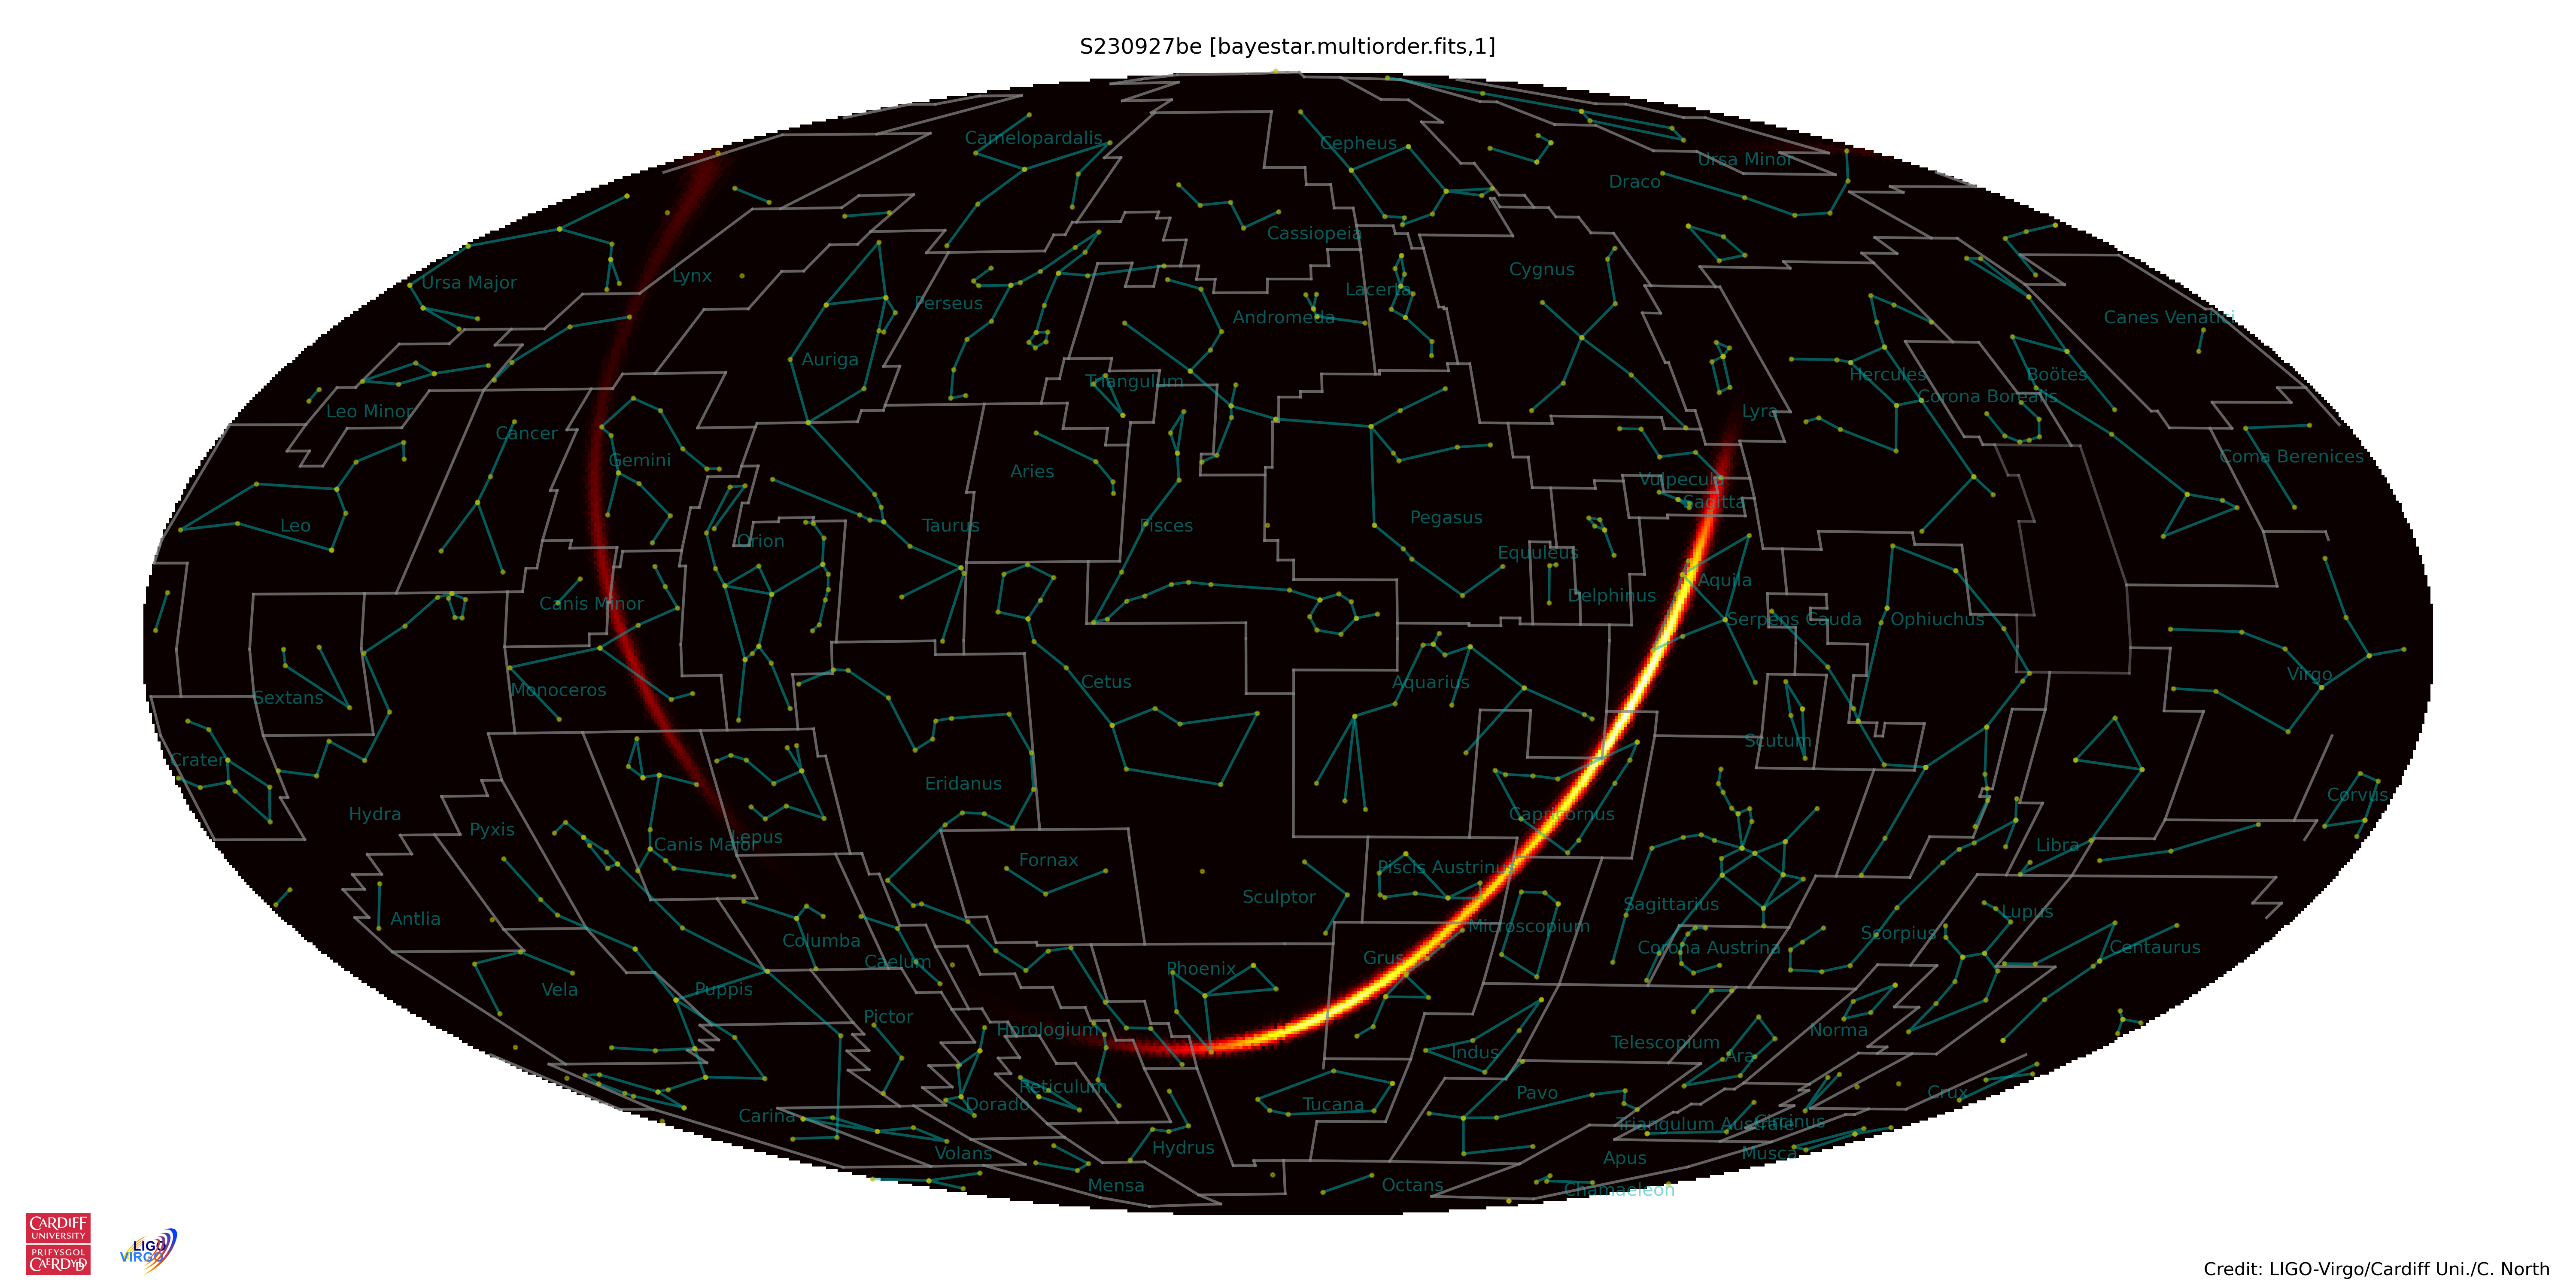 S230927be [bayestar.multiorder.fits,1]
Camelopardalis
Cepheus
Ursa Minor
Draco
Cassiopeia
Ursa Major
Lynx
Cygnus
Perseus
Lacerta
Andromeda
Canes Venatici
Auriga
Triangulum
Hercules
Boötes
Corona Borealis
Leo Minor
Lyra
Cancer
Gemini
Aries
Coma Berenices
Vulpecula
Sagitta
Leo
Orion
Taurus
Pisces
Pegasus
Equuleus
Canis Minor
Delphinus
Aquila
Serpens Cauda
Ophiuchus
Sextans
Monoceros
Cetus
Aquarius
Virgo
Scutum
Crater
Hydra
Pyxis
Eridanus
Capricornus
Corvus
Canis Major
Lepus
Libra
Fornax
Piscis Austrinus
Sculptor
Antlia
Sagittarius
Microscopium
Lupus
Columba
Caelum
Grus
Corona Austrina
Scorpius
Centaurus
Phoenix
Vela
Puppis
Pictor
Horologium
Indus
Telescopium
Ara
Norma
Reticulum
Dorado
Tucana
Pavo
Crux
Carina
Triangulum Australe
Circinus
Volans
Hydrus
Apus
Musca
Mensa
Octans
Chamaeleon
CARDIFF
UNIVERSITY
PRIFYSGOL
CAERDYDD
LIGO
VIRGO
Credit: LIGO-Virgo/Cardiff Uni./C. North